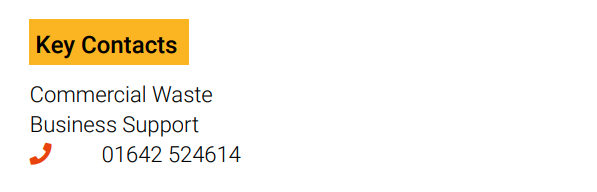 Key Contacts
Commercial Waste
Business Support
01642 524614